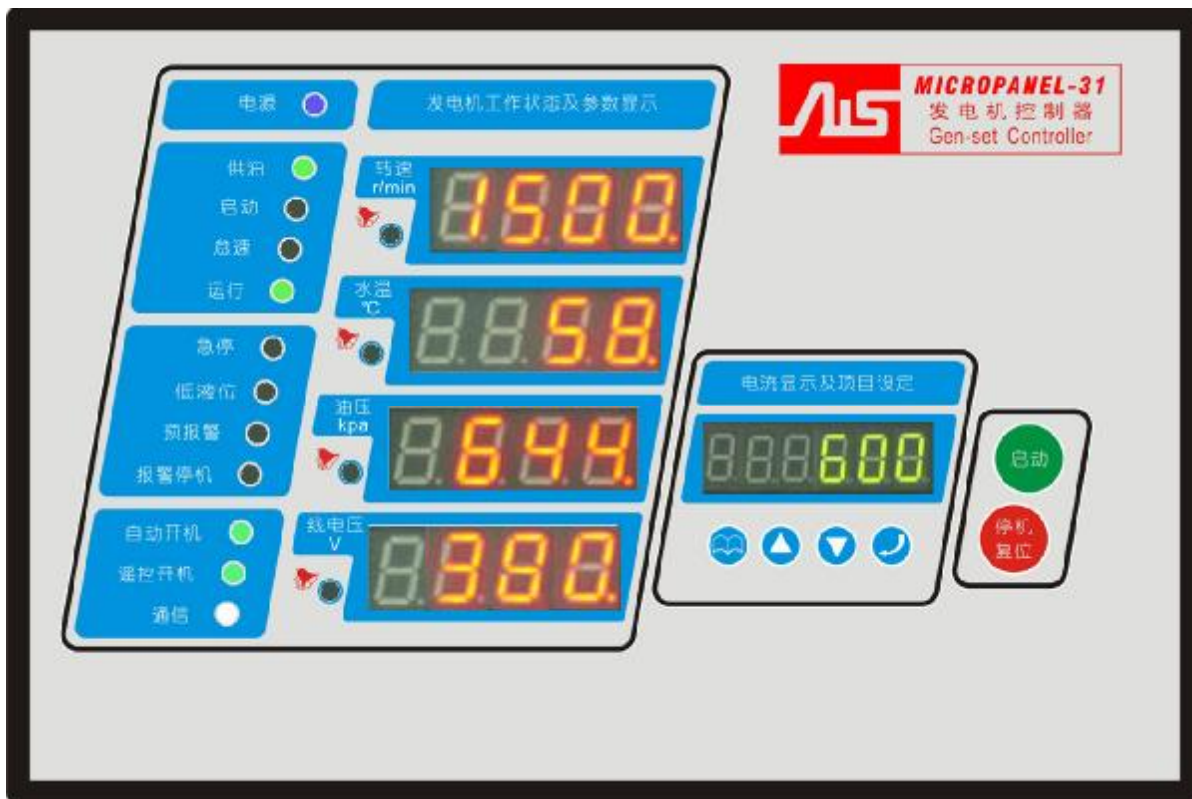 MICROPANEL-31
发电机控制器
Gen-set Controller
电源
发电机工作状态及参数显示
供油
启动
怠速
运行
急停
低液位
预报警
报警停机
自动开机
遥控开机
通信
转速
r/min
1500.
水温
℃
58.
油压
kpa
644.
线电压
V
390.
电流显示及项目设定
600
启动
停机
复位